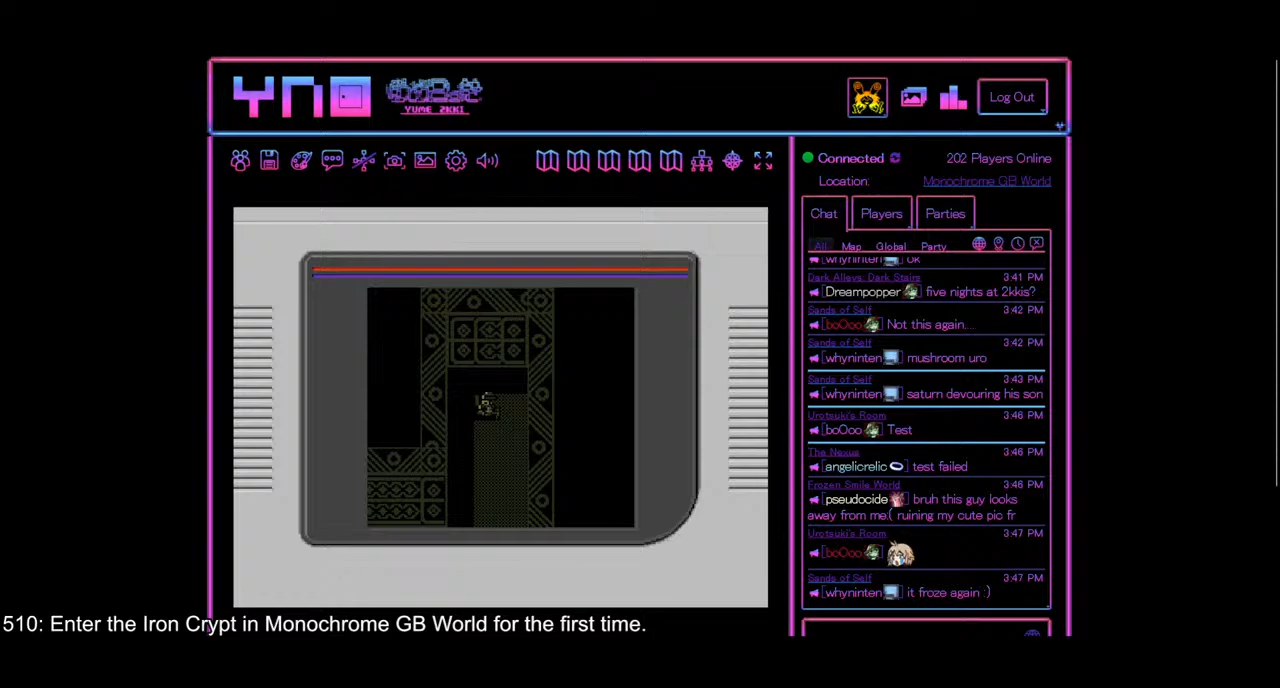 YNO
YUME 2KKI
Log Out
Connected
202 Players Online
Location:
Monochrome GB World
Chat
Players
Parties
All
Map
Global
Party
[whyninten] ok
Dark Alleys: Dark Stairs
3:41 PM
[Dreampopper] five nights at 2kkis?
Sands of Self
3:42 PM
[boOoo] Not this again....
Sands of Self
3:42 PM
[whyninten] mushroom uro
Sands of Self
3:43 PM
[whyninten] saturn devouring his son
Urotsuki's Room
3:46 PM
[boOoo] Test
The Nexus
3:46 PM
[angelicrelic] test failed
Frozen Smile World
3:46 PM
[pseudocide] bruh this guy looks
away from me:( ruining my cute pic fr
Urotsuki's Room
3:47 PM
[boOoo]
Sands of Self
3:47 PM
[whyninten] it froze again :)
510: Enter the Iron Crypt in Monochrome GB World for the first time.